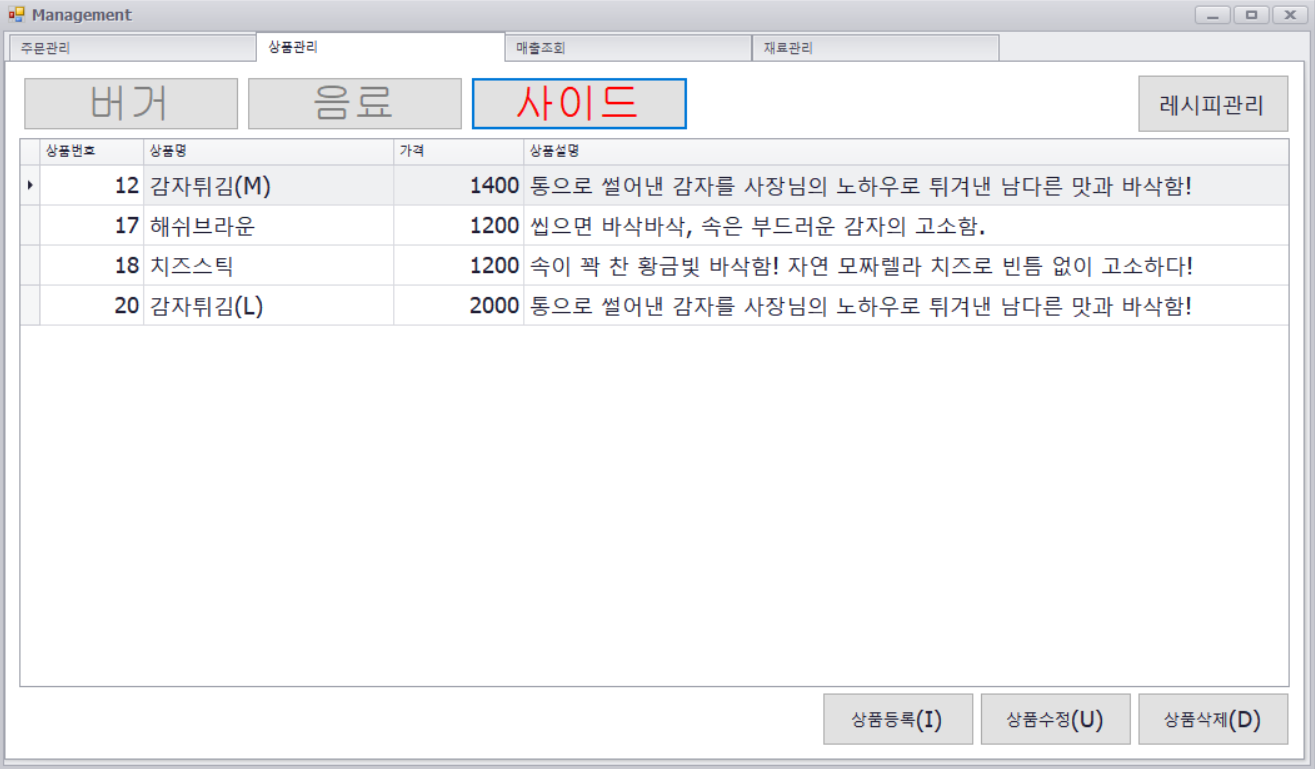 Management
주문관리 상품관리 매출조회 재료관리
버거 음료 사이드 레시피관리
상품번호 상품명 가격 상품설명
12 감자튀김(M) 1400 통으로 썰어낸 감자를 사장님의 노하우로 튀겨낸 남다른 맛과 바삭함!
17 해쉬브라운 1200 씹으면 바삭바삭, 속은 부드러운 감자의 고소함.
18 치즈스틱 1200 속이 꽉 찬 황금빛 바삭함! 자연 모짜렐라 치즈로 빈틈 없이 고소하다!
20 감자튀김(L) 2000 통으로 썰어낸 감자를 사장님의 노하우로 튀겨낸 남다른 맛과 바삭함!
상품등록(I) 상품수정(U) 상품삭제(D)